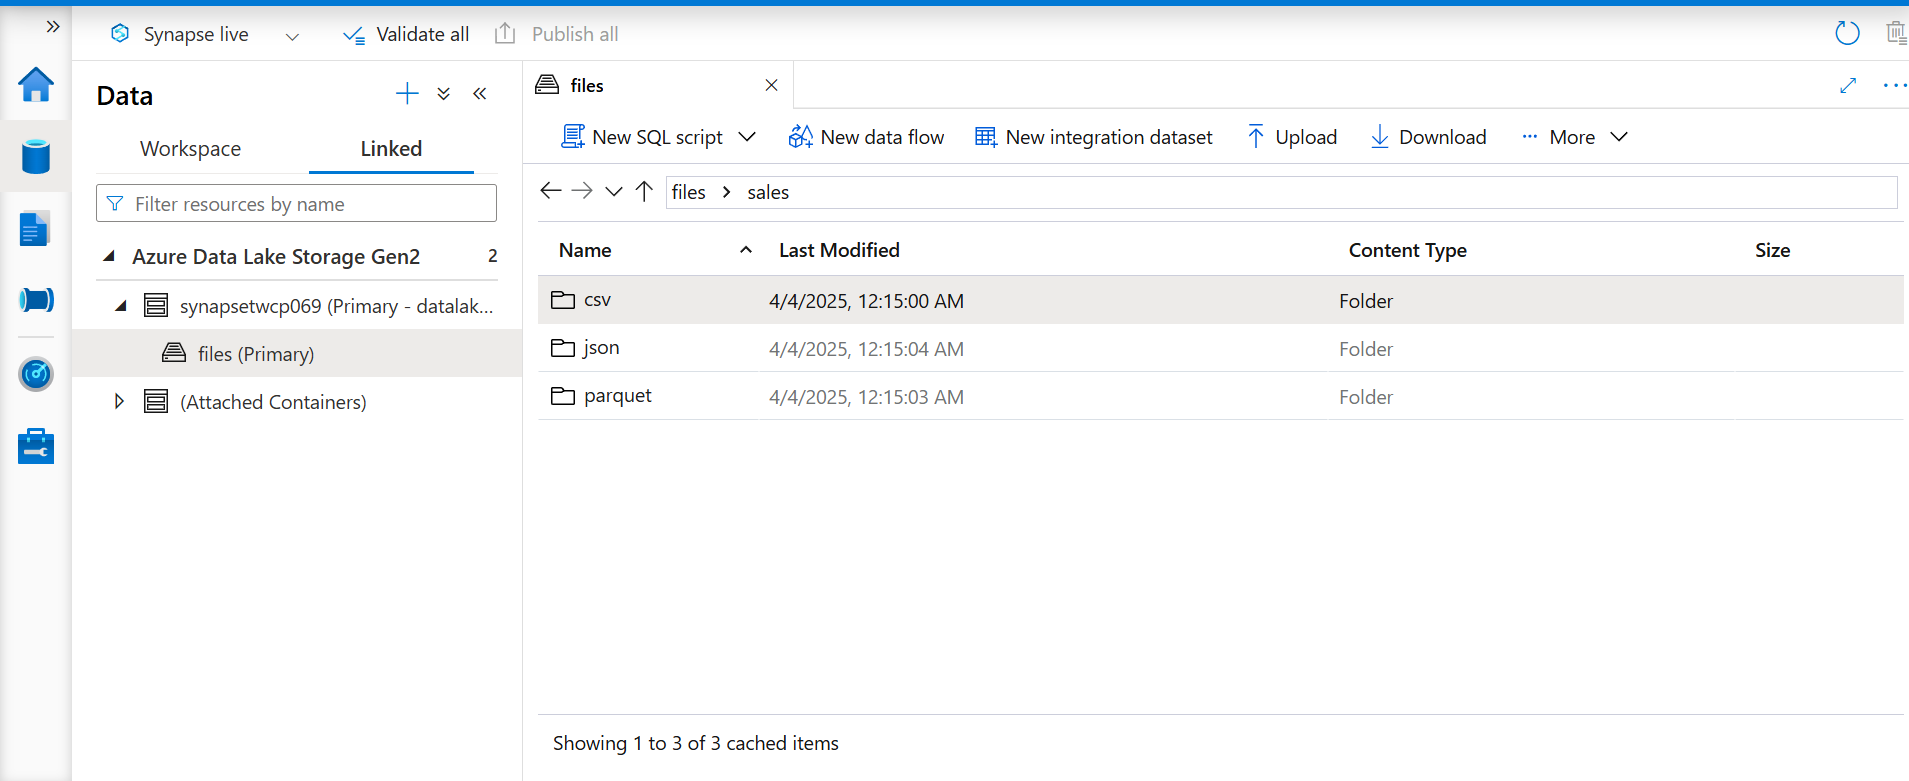 Synapse live Validate all Publish all
Data
Workspace Linked
Filter resources by name
Azure Data Lake Storage Gen2 2
synapsetwcp069 (Primary - datalak...
files (Primary)
(Attached Containers)
files
New SQL script New data flow New integration dataset Upload Download More
files > sales
Name Last Modified Content Type Size
csv 4/4/2025, 12:15:00 AM Folder
json 4/4/2025, 12:15:04 AM Folder
parquet 4/4/2025, 12:15:03 AM Folder
Showing 1 to 3 of 3 cached items